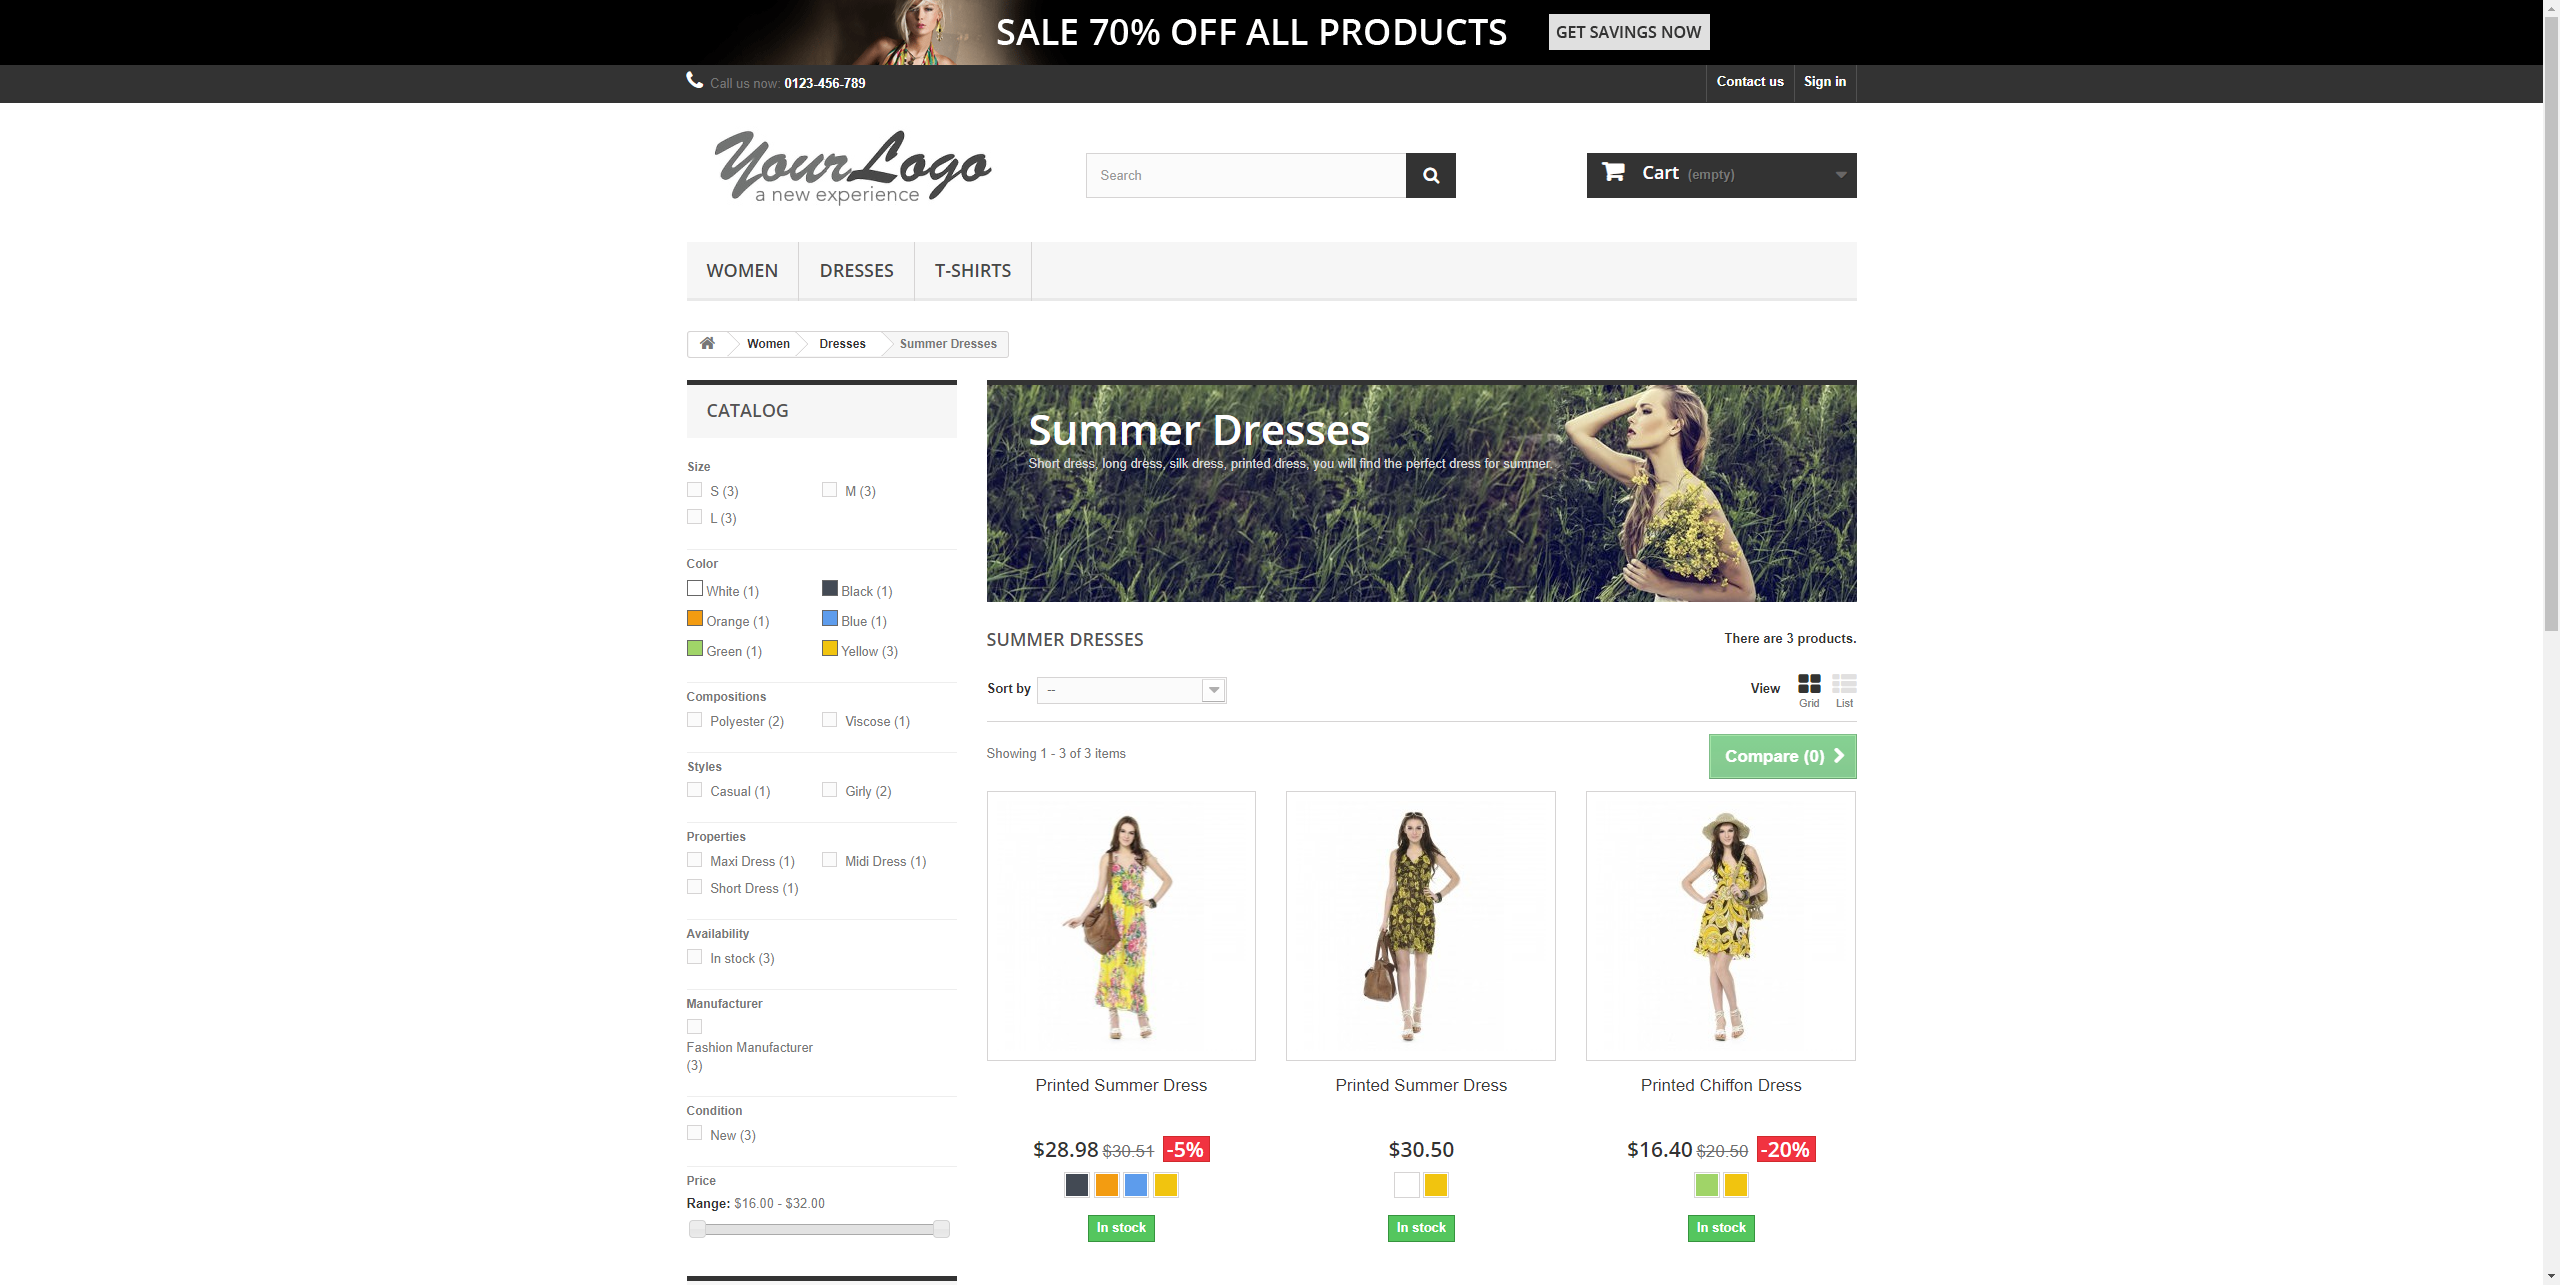 SALE 70% OFF ALL PRODUCTS GET SAVINGS NOW
Call us now: 0123-456-789 Contact us Sign in
YourLogo
a new experience
Search
Cart (empty)
WOMEN DRESSES T-SHIRTS
Women Dresses Summer Dresses
CATALOG
Size
S (3) M (3)
L (3)
Color
White (1) Black (1)
Orange (1) Blue (1)
Green (1) Yellow (3)
Compositions
Polyester (2) Viscose (1)
Styles
Casual (1) Girly (2)
Properties
Maxi Dress (1) Midi Dress (1)
Short Dress (1)
Availability
In stock (3)
Manufacturer
Fashion Manufacturer
(3)
Condition
New (3)
Price
Range: $16.00 - $32.00
Summer Dresses
Short dress, long dress, silk dress, printed dress, you will find the perfect dress for summer.
SUMMER DRESSES There are 3 products.
Sort by -- View Grid List
Showing 1 - 3 of 3 items Compare (0)
Printed Summer Dress
$28.98 $30.51 -5%
In stock
Printed Summer Dress
$30.50
In stock
Printed Chiffon Dress
$16.40 $20.50 -20%
In stock